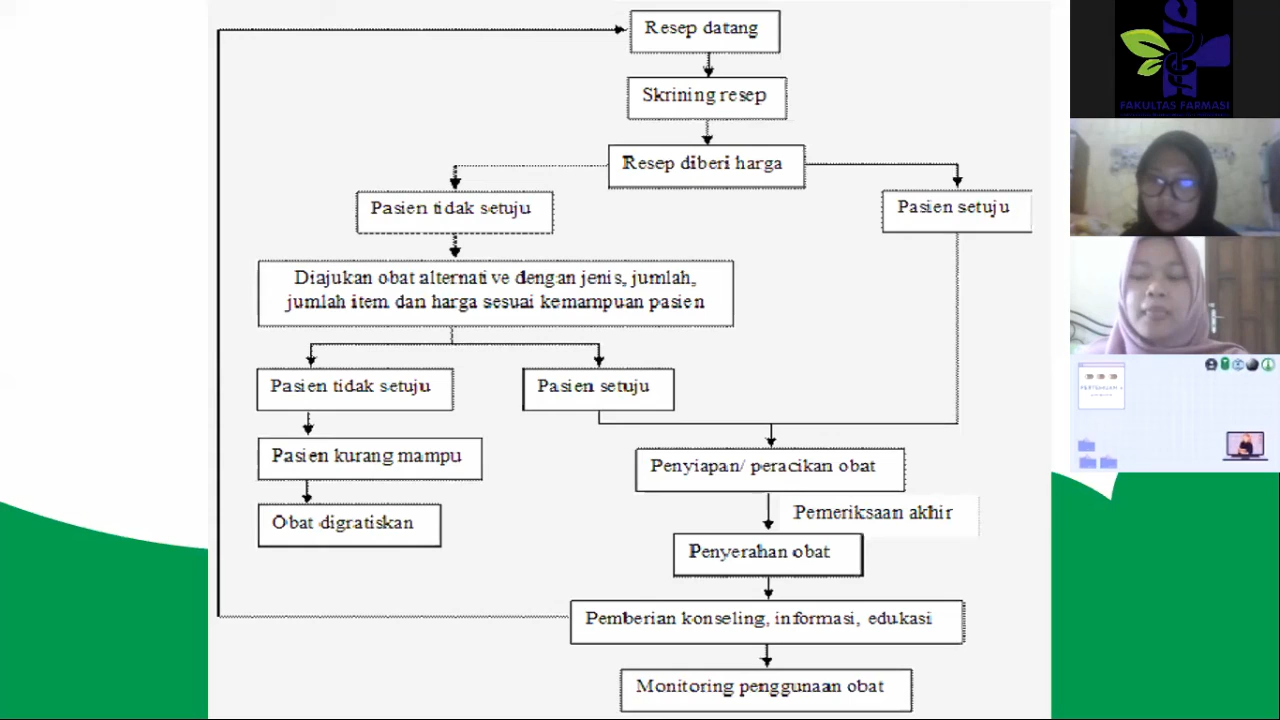 Resep datang
Skrining resep
Resep diberi harga
Pasien tidak setuju
Pasien setuju
Diajukan obat alternative dengan jenis, jumlah,
jumlah item dan harga sesuai kemampuan pasien
Pasien tidak setuju
Pasien setuju
Pasien kurang mampu
Penyiapan/ peracikan obat
Obat digratiskan
Pemeriksaan akhir
Penyerahan obat
Pemberian konseling, informasi, edukasi
Monitoring penggunaan obat
FAKULTAS FARMASI